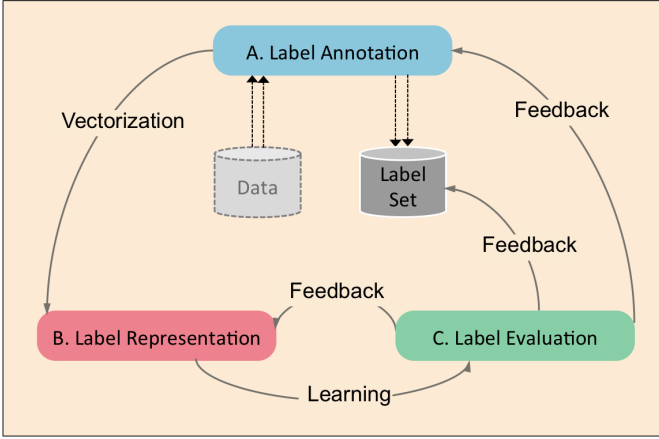 A. Label Annotation
Vectorization
Feedback
Data
Label
Set
Feedback
Feedback
B. Label Representation
C. Label Evaluation
Learning